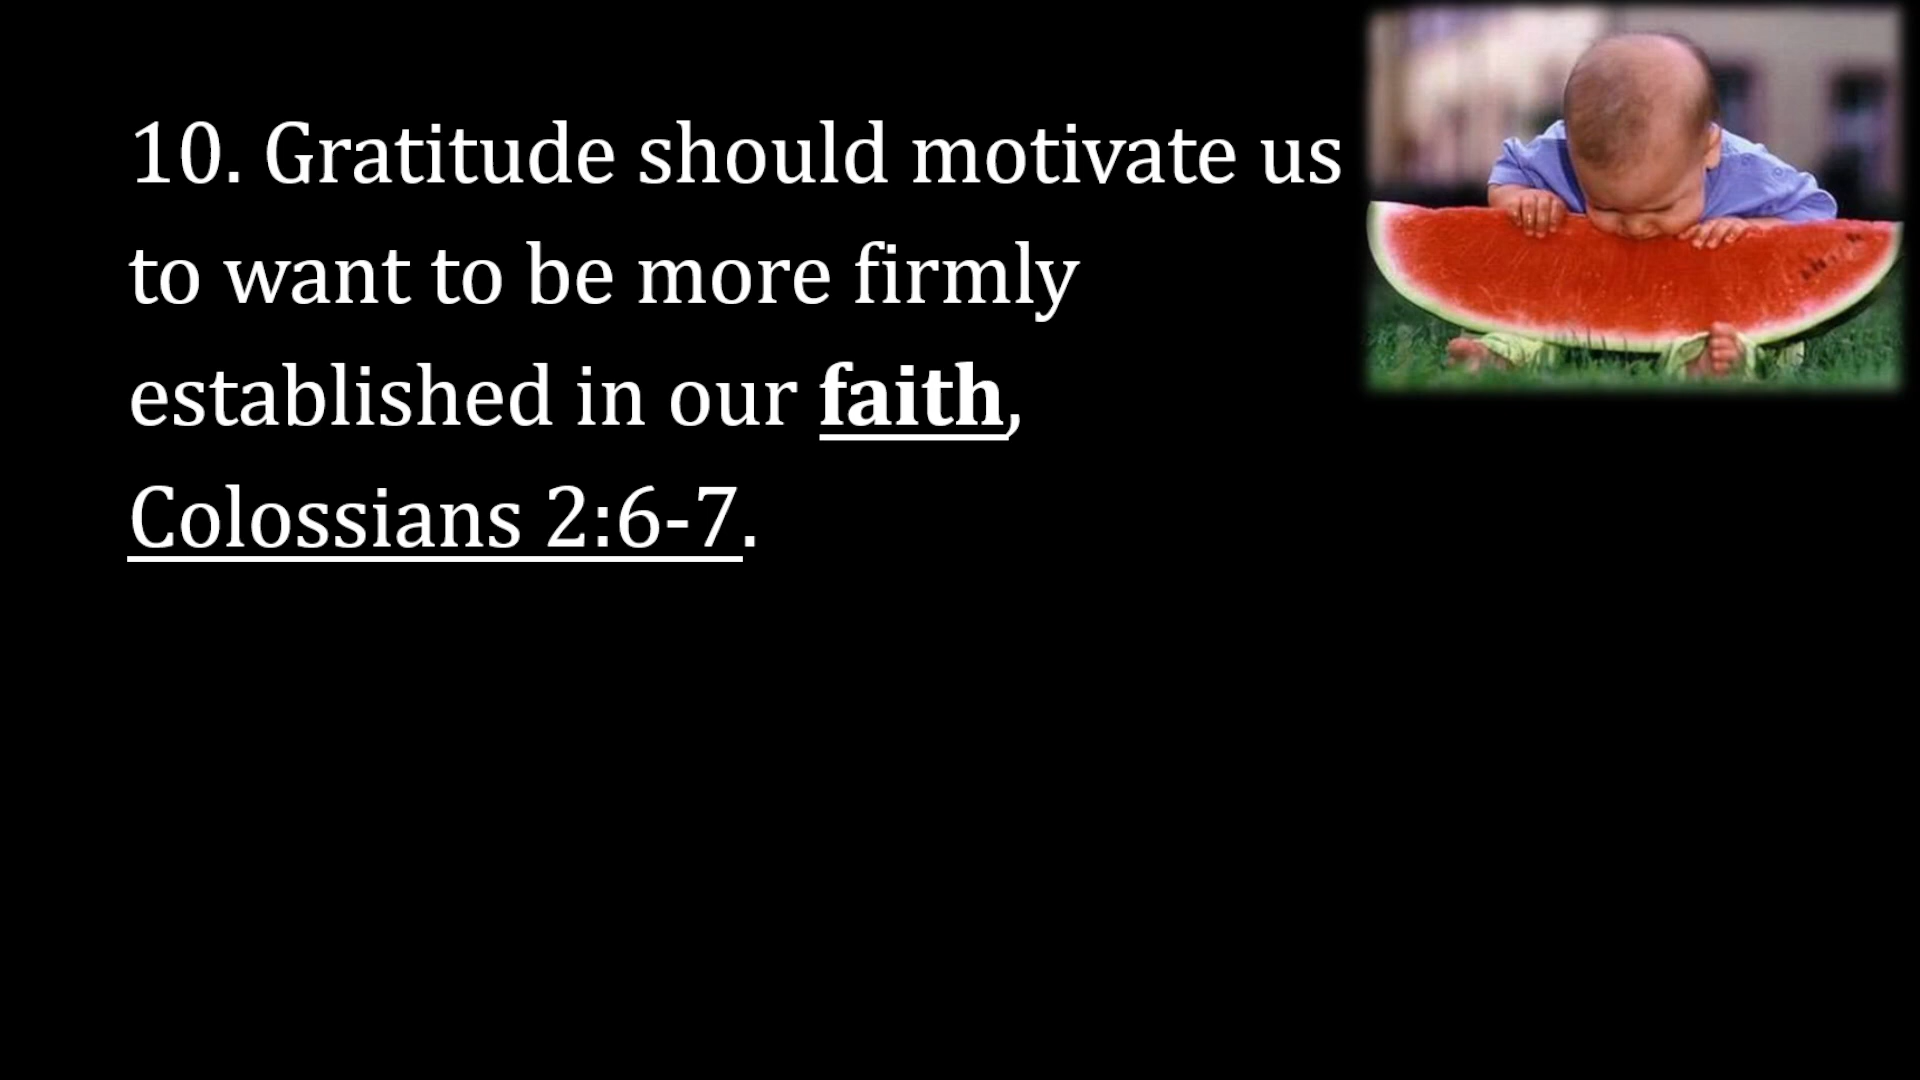 10. Gratitude should motivate us
to want to be more firmly
established in our faith,
Colossians 2:6-7.